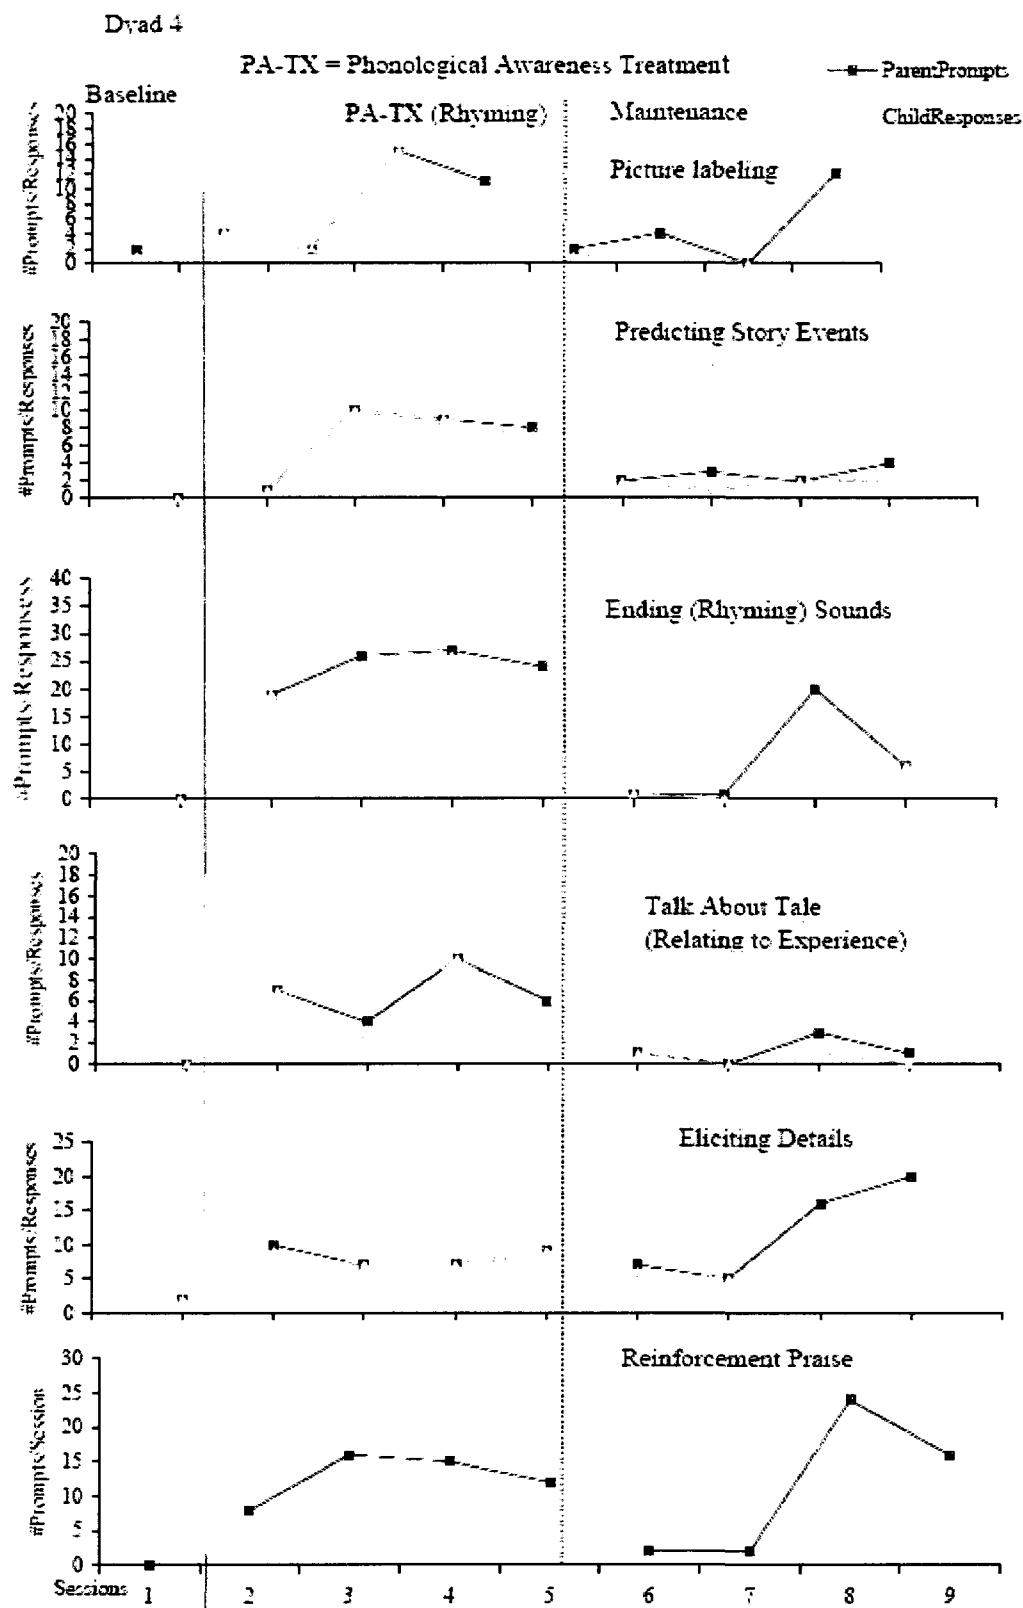 Dyad 4
PA-TX = Phonological Awareness Treatment
ParentPrompts
ChildResponses
Baseline
PA-TX (Rhyming)
Maintenance
Picture labeling
#Prompts/Responses
20
18
16
14
12
10
8
6
4
2
0
Predicting Story Events
#Prompts/Responses
20
18
16
14
12
10
8
6
4
2
0
Ending (Rhyming) Sounds
#Prompts/Responsess
40
35
30
25
20
15
10
5
0
Talk About Tale
(Relating to Experience)
#Prompts/Responses
20
18
16
14
12
10
8
6
4
2
0
Eliciting Details
#Prompts/Responses
25
20
15
10
5
0
Reinforcement Praise
#Prompts/Session
30
25
20
15
10
5
0
Sessions 1 2 3 4 5 6 7 8 9